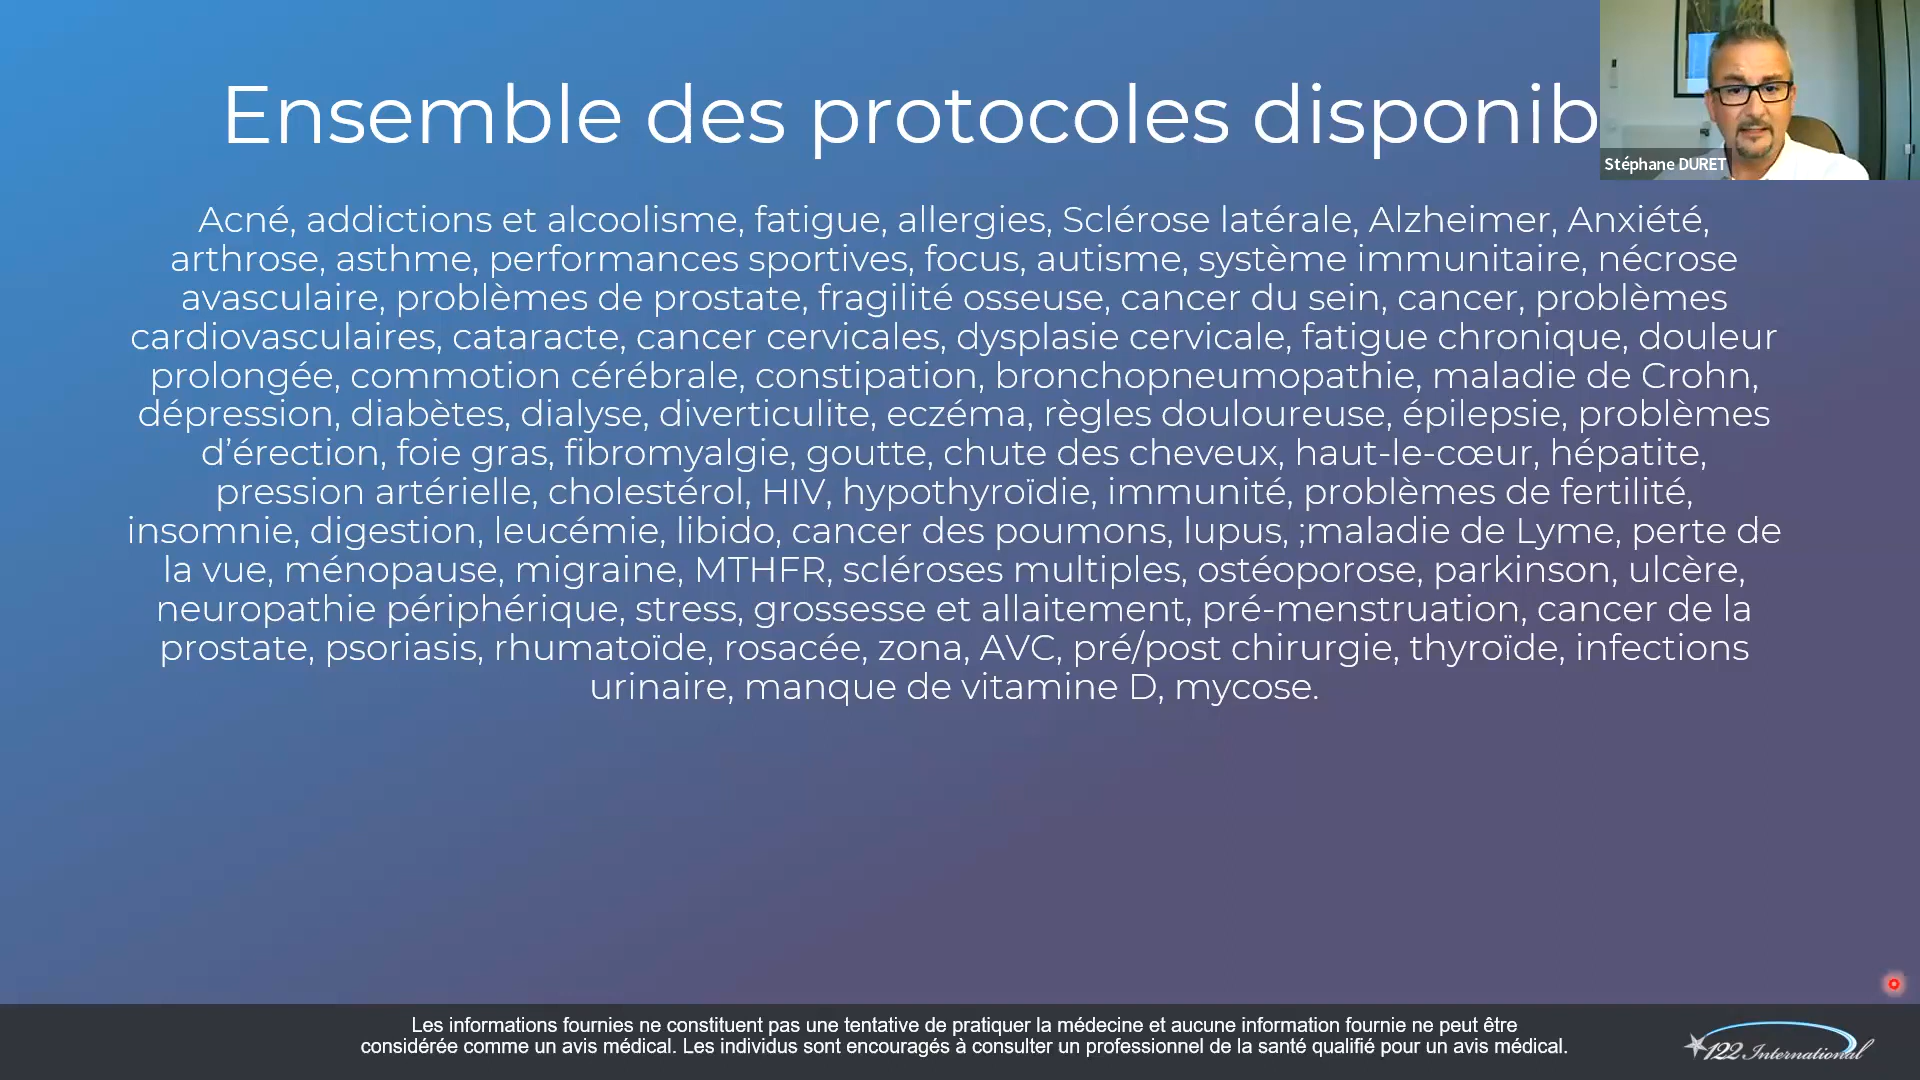 Ensemble des protocoles disponib
Stéphane DURET
Acné, addictions et alcoolisme, fatigue, allergies, Sclérose latérale, Alzheimer, Anxiété,
arthrose, asthme, performances sportives, focus, autisme, système immunitaire, nécrose
avasculaire, problèmes de prostate, fragilité osseuse, cancer du sein, cancer, problèmes
cardiovasculaires, cataracte, cancer cervicales, dysplasie cervicale, fatigue chronique, douleur
prolongée, commotion cérébrale, constipation, bronchopneumopathie, maladie de Crohn,
dépression, diabètes, dialyse, diverticulite, eczéma, règles douloureuse, épilepsie, problèmes
d’érection, foie gras, fibromyalgie, goutte, chute des cheveux, haut-le-cœur, hépatite,
pression artérielle, cholestérol, HIV, hypothyroïdie, immunité, problèmes de fertilité,
insomnie, digestion, leucémie, libido, cancer des poumons, lupus, ;maladie de Lyme, perte de
la vue, ménopause, migraine, MTHFR, scléroses multiples, ostéoporose, parkinson, ulcère,
neuropathie périphérique, stress, grossesse et allaitement, pré-menstruation, cancer de la
prostate, psoriasis, rhumatoïde, rosacée, zona, AVC, pré/post chirurgie, thyroïde, infections
urinaire, manque de vitamine D, mycose.
Les informations fournies ne constituent pas une tentative de pratiquer la médecine et aucune information fournie ne peut être
considérée comme un avis médical. Les individus sont encouragés à consulter un professionnel de la santé qualifié pour un avis médical.
122 International